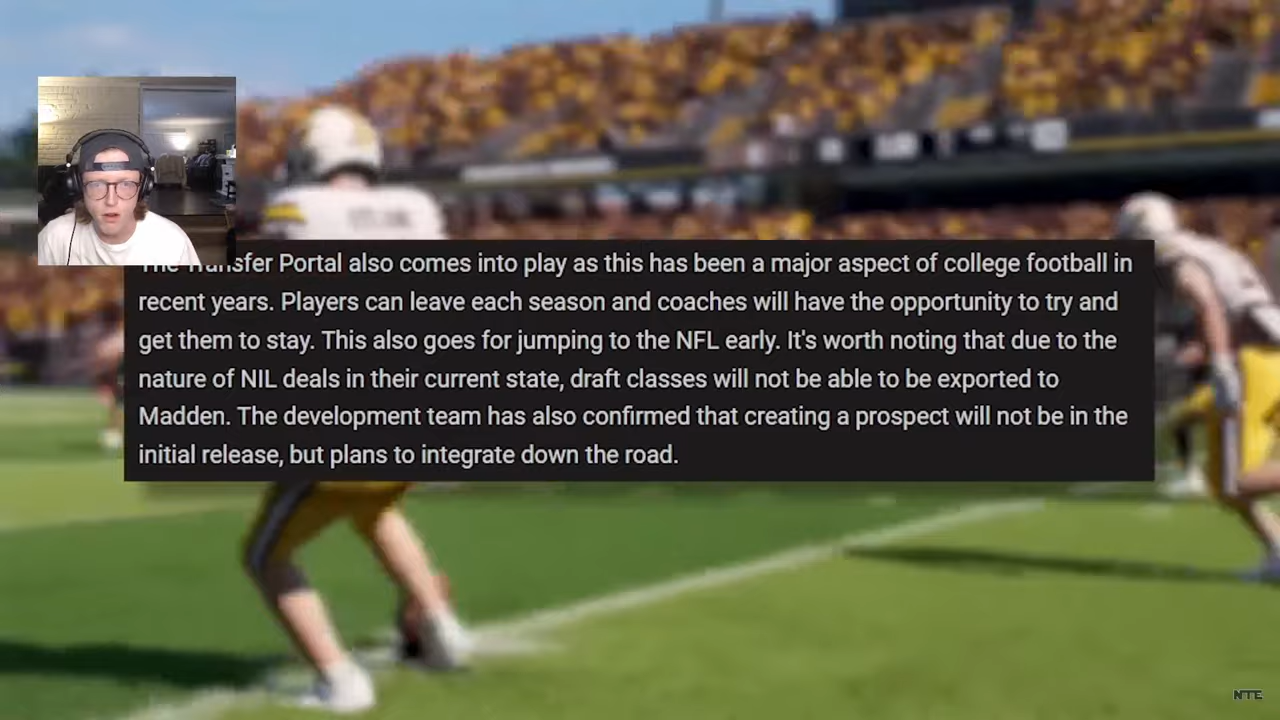 The Transfer Portal also comes into play as this has been a major aspect of college football in
recent years. Players can leave each season and coaches will have the opportunity to try and
get them to stay. This also goes for jumping to the NFL early. It's worth noting that due to the
nature of NIL deals in their current state, draft classes will not be able to be exported to
Madden. The development team has also confirmed that creating a prospect will not be in the
initial release, but plans to integrate down the road.
NTE